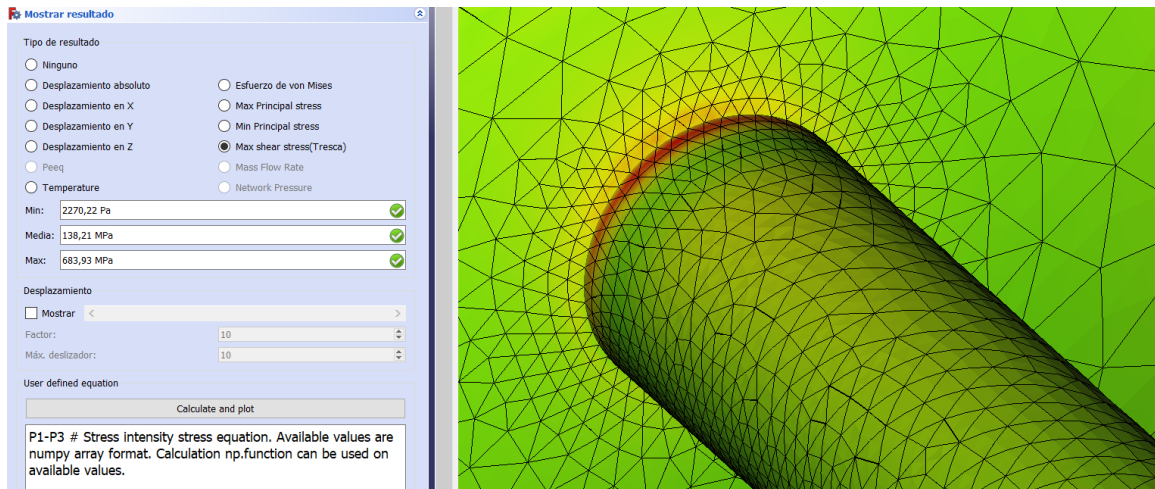 Mostrar resultado
Tipo de resultado
Ninguno
Desplazamiento absoluto
Esfuerzo de von Mises
Desplazamiento en X
Max Principal stress
Desplazamiento en Y
Min Principal stress
Desplazamiento en Z
Max shear stress(Tresca)
Peeq
Mass Flow Rate
Temperature
Network Pressure
Min: 2270,22 Pa
Media: 138,21 MPa
Max: 683,93 MPa
Desplazamiento
Mostrar
Factor: 10
Máx. deslizador: 10
User defined equation
Calculate and plot
P1-P3 # Stress intensity stress equation. Available values are
numpy array format. Calculation np.function can be used on
available values.